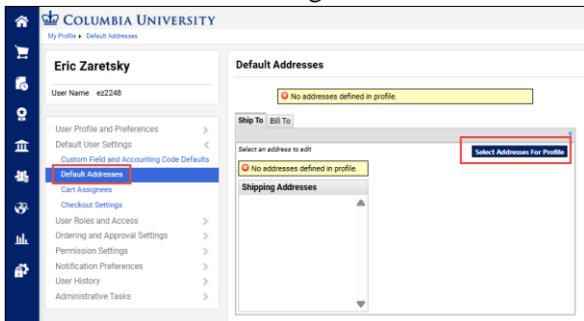 COLUMBIA UNIVERSITY
My Profile ▸ Default Addresses
Eric Zaretsky
User Name ez2248
User Profile and Preferences
Default User Settings
Custom Field and Accounting Code Defaults
Default Addresses
Cart Assignees
Checkout Settings
User Roles and Access
Ordering and Approval Settings
Permission Settings
Notification Preferences
User History
Administrative Tasks
Default Addresses
No addresses defined in profile.
Ship To Bill To
?
Select an address to edit
Select Addresses For Profile
No addresses defined in profile.
Shipping Addresses